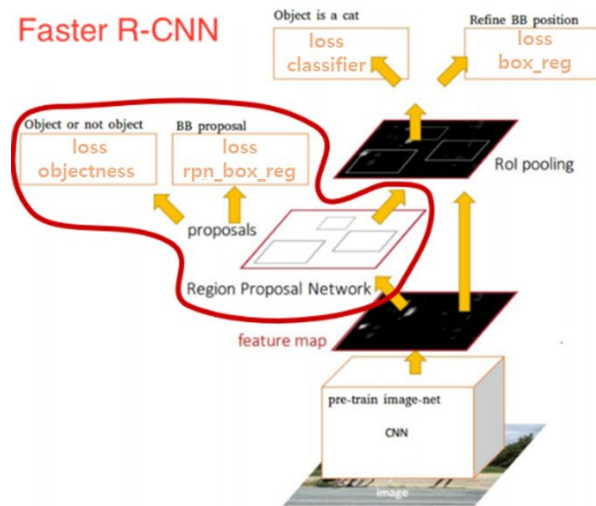 Faster R-CNN
Object is a cat
loss
classifier
Refine BB position
loss
box_reg
Object or not object
loss
objectness
BB proposal
loss
rpn_box_reg
RoI pooling
proposals
Region Proposal Network
feature map
pre-train image-net
CNN
image